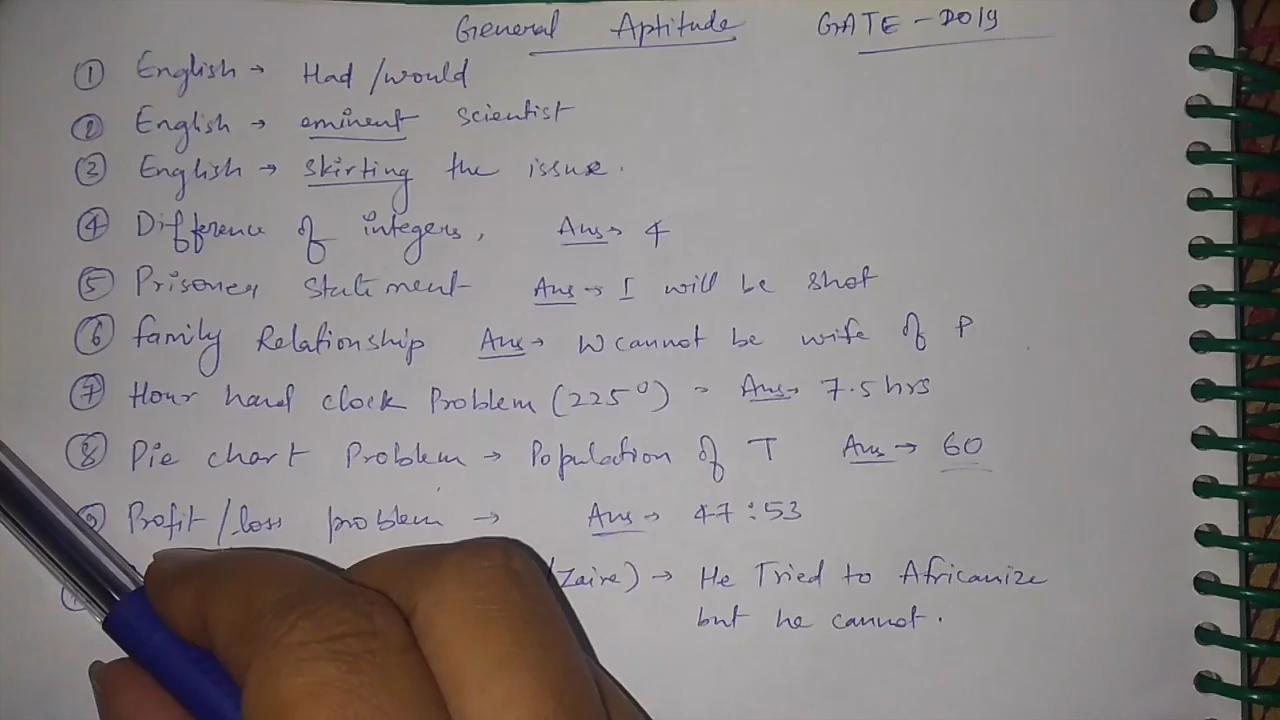 General Aptitude GATE - 2019
① English → Had / would
② English → eminent scientist
③ English → skirting the issue.
④ Difference of integers, Ans → 4
⑤ Prisoner Statement Ans → I will be shot
⑥ family Relationship Ans → W cannot be wife of P
⑦ Hour hand clock Problem (225°) - Ans → 7.5 hrs
⑧ Pie chart Problem → Population of T Ans → 60
⑨ Profit / loss problem → Ans → 47:53
Zaire) → He Tried to Africanize
but he cannot.